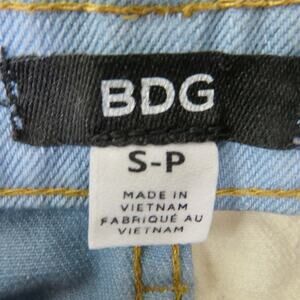 BDG
S-P
MADE IN
VIETNAM
FABRIQUÉ AU
VIETNAM